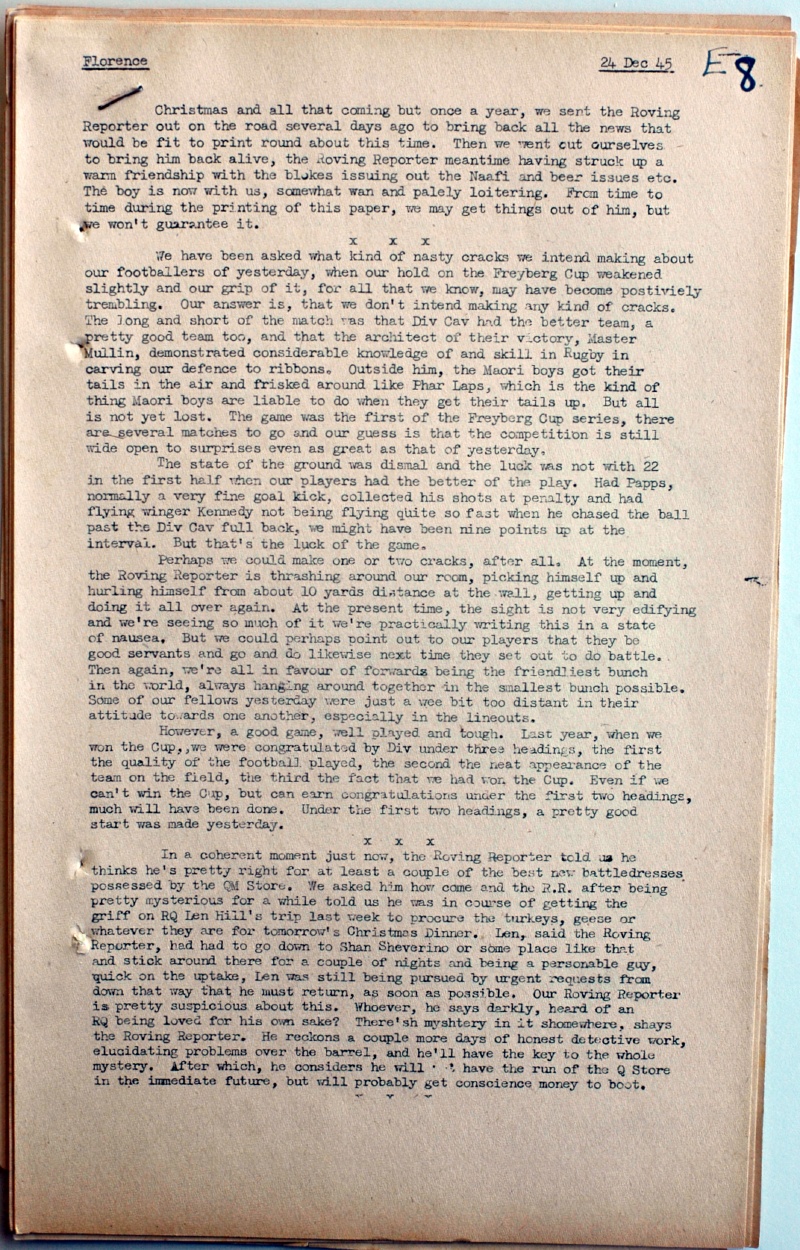 Florence 24 Dec 45 E8
Christmas and all that coming but once a year, we sent the Roving
Reporter out on the road several days ago to bring back all the news that
would be fit to print round about this time. Then we went out ourselves
to bring him back alive, the Roving Reporter meantime having struck up a
warm friendship with the blokes issuing out the Naafi and beer issues etc.
The boy is now with us, somewhat wan and palely loitering. From time to
time during the printing of this paper, we may get things out of him, but
we won't guarantee it.
x x x
We have been asked what kind of nasty cracks we intend making about
our footballers of yesterday, when our hold on the Freyberg Cup weakened
slightly and our grip of it, for all that we know, may have become postiviely
trembling. Our answer is, that we don't intend making any kind of cracks.
The long and short of the match was that Div Cav had the better team, a
pretty good team too, and that the architect of their victory, Master
Mullin, demonstrated considerable knowledge of and skill in Rugby in
carving our defence to ribbons. Outside him, the Maori boys got their
tails in the air and frisked around like Phar Laps, which is the kind of
thing Maori boys are liable to do when they get their tails up. But all
is not yet lost. The game was the first of the Freyberg Cup series, there
are several matches to go and our guess is that the competition is still
wide open to surprises even as great as that of yesterday.
The state of the ground was dismal and the luck was not with 22
in the first half when our players had the better of the play. Had Papps,
normally a very fine goal kick, collected his shots at penalty and had
flying winger Kennedy not being flying quite so fast when he chased the ball
past the Div Cav full back, we might have been nine points up at the
interval. But that's the luck of the game.
Perhaps we could make one or two cracks, after all. At the moment,
the Roving Reporter is thrashing around our room, picking himself up and
hurling himself from about 10 yards distance at the wall, getting up and
doing it all over again. At the present time, the sight is not very edifying
and we're seeing so much of it we're practically writing this in a state
of nausea. But we could perhaps point out to our players that they be
good servants and go and do likewise next time they set out to do battle.
Then again, we're all in favour of forwards being the friendliest bunch
in the world, always hanging around together in the smallest bunch possible.
Some of our fellows yesterday were just a wee bit too distant in their
attitude towards one another, especially in the lineouts.
However, a good game, well played and tough. Last year, when we
won the Cup,,we were congratulated by Div under three headings, the first
the quality of the football played, the second the neat appearance of the
team on the field, the third the fact that we had won the Cup. Even if we
can't win the Cup, but can earn congratulations under the first two headings,
much will have been done. Under the first two headings, a pretty good
start was made yesterday.
x x x
In a coherent moment just now, the Roving Reporter told us he
thinks he's pretty right for at least a couple of the best new battledresses
possessed by the QM Store. We asked him how come and the R.R. after being
pretty mysterious for a while told us he was in course of getting the
griff on RQ Len Hill's trip last week to procure the turkeys, geese or
whatever they are for tomorrow's Christmas Dinner. Len, said the Roving
Reporter, had had to go down to Shan Sheverino or some place like that
and stick around there for a couple of nights and being a personable guy,
quick on the uptake, Len was still being pursued by urgent requests from
down that way that he must return, as soon as possible. Our Roving Reporter
is pretty suspicious about this. Whoever, he says darkly, heard of an
RQ being loved for his own sake? There'sh myshtery in it shomewhere, shays
the Roving Reporter. He reckons a couple more days of honest detective work,
elucidating problems over the barrel, and he'll have the key to the whole
mystery. After which, he considers he will have the run of the Q Store
in the immediate future, but will probably get conscience money to boot.